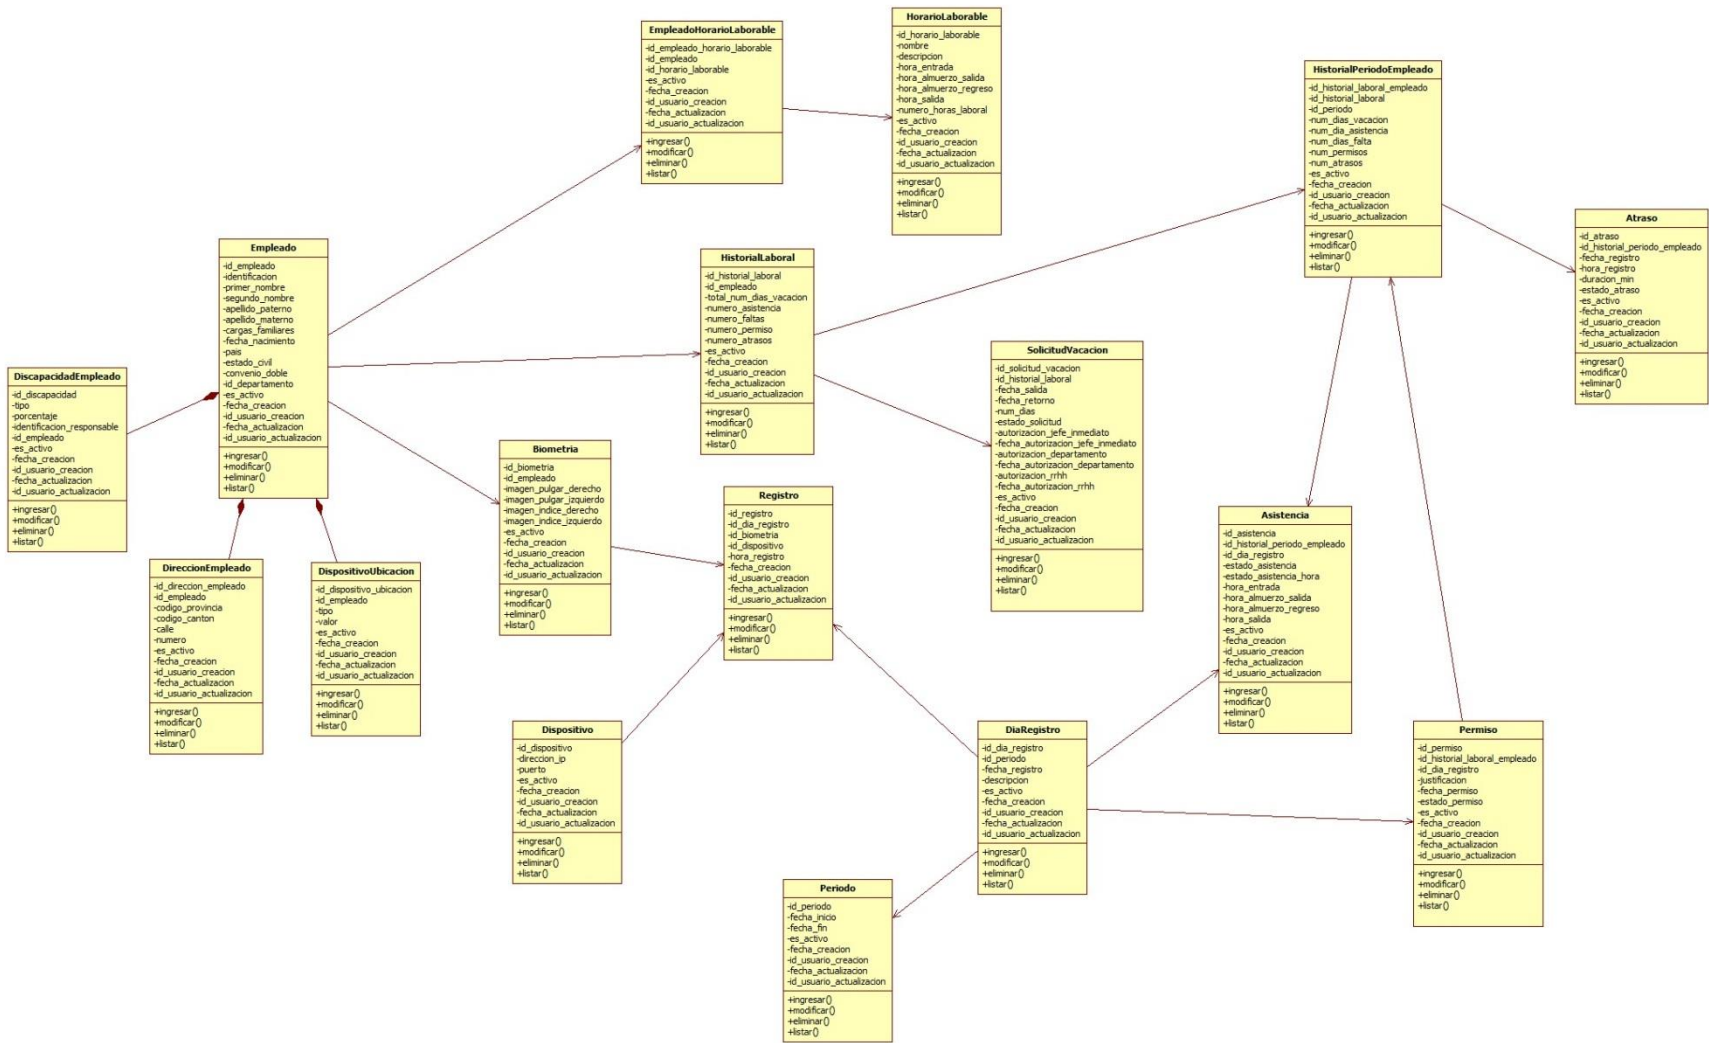 EmpleadoHorarioLaborable
-id_empleado_horario_laborable
-id_empleado
-id_horario_laborable
-es_activo
-fecha_creacion
-id_usuario_creacion
-fecha_actualizacion
-id_usuario_actualizacion
+ingresar()
+modificar()
+eliminar()
+listar()
HorarioLaborable
-id_horario_laborable
-nombre
-descripcion
-hora_entrada
-hora_almuerzo_salida
-hora_almuerzo_regreso
-hora_salida
-numero_horas_laboral
-es_activo
-fecha_creacion
-id_usuario_creacion
-fecha_actualizacion
-id_usuario_actualizacion
+ingresar()
+modificar()
+eliminar()
+listar()
HistorialPeriodoEmpleado
-id_historial_laboral_empleado
-id_historial_laboral
-id_periodo
-num_dias_vacacion
-num_dia_asistencia
-num_dias_falta
-num_permisos
-num_atrasos
-es_activo
-fecha_creacion
-id_usuario_creacion
-fecha_actualizacion
-id_usuario_actualizacion
+ingresar()
+modificar()
+eliminar()
+listar()
Atraso
-id_atraso
-id_historial_periodo_empleado
-fecha_registro
-hora_registro
-duracion_min
-estado_atraso
-es_activo
-fecha_creacion
-id_usuario_creacion
-fecha_actualizacion
-id_usuario_actualizacion
+ingresar()
+modificar()
+eliminar()
+listar()
Empleado
-id_empleado
-identificacion
-primer_nombre
-segundo_nombre
-apellido_paterno
-apellido_materno
-cargas_familiares
-fecha_nacimiento
-pais
-estado_civil
-convenio_doble
-id_departamento
-es_activo
-fecha_creacion
-id_usuario_creacion
-fecha_actualizacion
-id_usuario_actualizacion
+ingresar()
+modificar()
+eliminar()
+listar()
HistorialLaboral
-id_historial_laboral
-id_empleado
-total_num_dias_vacacion
-numero_asistencia
-numero_faltas
-numero_permiso
-numero_atrasos
-es_activo
-fecha_creacion
-id_usuario_creacion
-fecha_actualizacion
-id_usuario_actualizacion
+ingresar()
+modificar()
+eliminar()
+listar()
SolicitudVacacion
-id_solicitud_vacacion
-id_historial_laboral
-fecha_salida
-fecha_retorno
-num_dias
-estado_solicitud
-autorizacion_jefe_inmediato
-fecha_autorizacion_jefe_inmediato
-autorizacion_departamento
-fecha_autorizacion_departamento
-autorizacion_rrhh
-fecha_autorizacion_rrhh
-es_activo
-fecha_creacion
-id_usuario_creacion
-fecha_actualizacion
-id_usuario_actualizacion
+ingresar()
+modificar()
+eliminar()
+listar()
DiscapacidadEmpleado
-id_discapacidad
-tipo
-porcentaje
-identificacion_responsable
-id_empleado
-es_activo
-fecha_creacion
-id_usuario_creacion
-fecha_actualizacion
-id_usuario_actualizacion
+ingresar()
+modificar()
+eliminar()
+listar()
Biometria
-id_biometria
-id_empleado
-imagen_pulgar_derecho
-imagen_pulgar_izquierdo
-imagen_indice_derecho
-imagen_indice_izquierdo
-es_activo
-fecha_creacion
-id_usuario_creacion
-fecha_actualizacion
-id_usuario_actualizacion
+ingresar()
+modificar()
+eliminar()
+listar()
Registro
-id_registro
-id_dia_registro
-id_biometria
-id_dispositivo
-hora_registro
-fecha_creacion
-id_usuario_creacion
-fecha_actualizacion
-id_usuario_actualizacion
+ingresar()
+modificar()
+eliminar()
+listar()
Asistencia
-id_asistencia
-id_historial_periodo_empleado
-id_dia_registro
-estado_asistencia
-estado_asistencia_hora
-hora_entrada
-hora_almuerzo_salida
-hora_almuerzo_regreso
-hora_salida
-es_activo
-fecha_creacion
-id_usuario_creacion
-fecha_actualizacion
-id_usuario_actualizacion
+ingresar()
+modificar()
+eliminar()
+listar()
DireccionEmpleado
-id_direccion_empleado
-id_empleado
-codigo_provincia
-codigo_canton
-calle
-numero
-es_activo
-fecha_creacion
-id_usuario_creacion
-fecha_actualizacion
-id_usuario_actualizacion
+ingresar()
+modificar()
+eliminar()
+listar()
DispositivoUbicacion
-id_dispositivo_ubicacion
-id_empleado
-tipo
-valor
-es_activo
-fecha_creacion
-id_usuario_creacion
-fecha_actualizacion
-id_usuario_actualizacion
+ingresar()
+modificar()
+eliminar()
+listar()
Dispositivo
-id_dispositivo
-direccion_ip
-puerto
-es_activo
-fecha_creacion
-id_usuario_creacion
-fecha_actualizacion
-id_usuario_actualizacion
+ingresar()
+modificar()
+eliminar()
+listar()
DiaRegistro
-id_dia_registro
-id_periodo
-fecha_registro
-descripcion
-es_activo
-fecha_creacion
-id_usuario_creacion
-fecha_actualizacion
-id_usuario_actualizacion
+ingresar()
+modificar()
+eliminar()
+listar()
Permiso
-id_permiso
-id_historial_laboral_empleado
-id_dia_registro
-justificacion
-fecha_permiso
-estado_permiso
-es_activo
-fecha_creacion
-id_usuario_creacion
-fecha_actualizacion
-id_usuario_actualizacion
+ingresar()
+modificar()
+eliminar()
+listar()
Periodo
-id_periodo
-fecha_inicio
-fecha_fin
-es_activo
-fecha_creacion
-id_usuario_creacion
-fecha_actualizacion
-id_usuario_actualizacion
+ingresar()
+modificar()
+eliminar()
+listar()